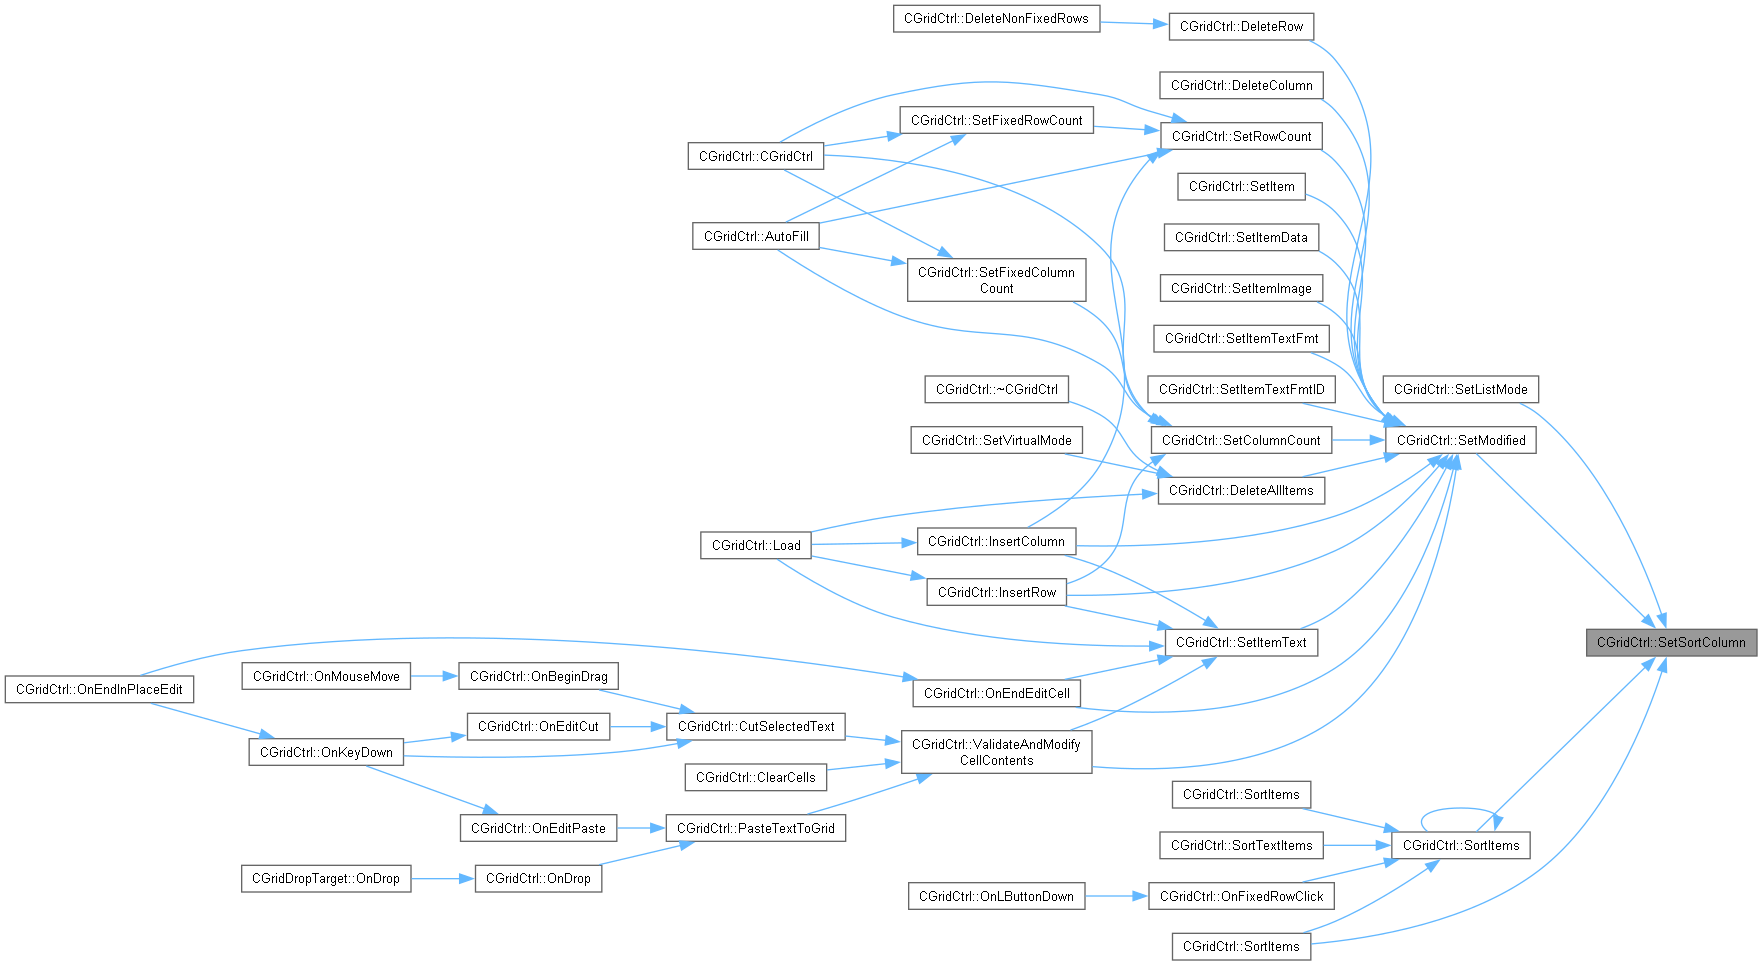 CGridCtrl::DeleteNonFixedRows
CGridCtrl::DeleteRow
CGridCtrl::DeleteColumn
CGridCtrl::SetFixedRowCount
CGridCtrl::SetRowCount
CGridCtrl::CGridCtrl
CGridCtrl::SetItem
CGridCtrl::AutoFill
CGridCtrl::SetItemData
CGridCtrl::SetFixedColumn
Count
CGridCtrl::SetItemImage
CGridCtrl::SetItemTextFmt
CGridCtrl::~CGridCtrl
CGridCtrl::SetItemTextFmtID
CGridCtrl::SetListMode
CGridCtrl::SetVirtualMode
CGridCtrl::SetColumnCount
CGridCtrl::SetModified
CGridCtrl::DeleteAllItems
CGridCtrl::Load
CGridCtrl::InsertColumn
CGridCtrl::InsertRow
CGridCtrl::SetItemText
CGridCtrl::SetSortColumn
CGridCtrl::OnEndInPlaceEdit
CGridCtrl::OnMouseMove
CGridCtrl::OnBeginDrag
CGridCtrl::OnEndEditCell
CGridCtrl::OnEditCut
CGridCtrl::CutSelectedText
CGridCtrl::OnKeyDown
CGridCtrl::ValidateAndModify
CellContents
CGridCtrl::ClearCells
CGridCtrl::SortItems
CGridCtrl::OnEditPaste
CGridCtrl::PasteTextToGrid
CGridCtrl::SortTextItems
CGridCtrl::SortItems
CGridDropTarget::OnDrop
CGridCtrl::OnDrop
CGridCtrl::OnLButtonDown
CGridCtrl::OnFixedRowClick
CGridCtrl::SortItems